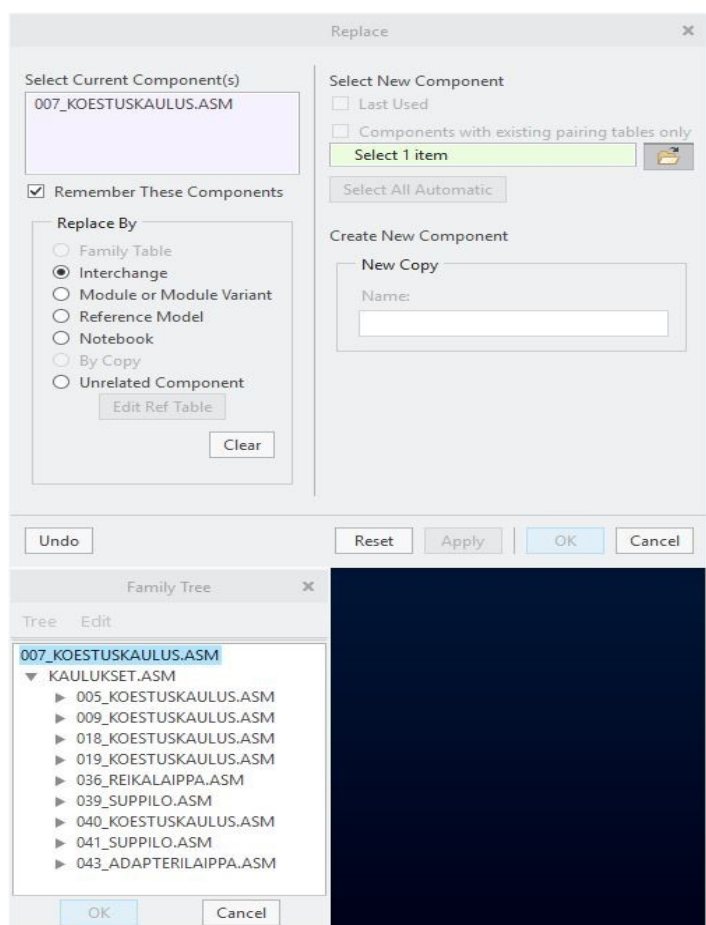 Replace
Select Current Component(s)
007_KOESTUSKAULUS.ASM
Remember These Components
Replace By
Family Table
Interchange
Module or Module Variant
Reference Model
Notebook
By Copy
Unrelated Component
Edit Ref Table
Clear
Select New Component
Last Used
Components with existing pairing tables only
Select 1 item
Select All Automatic
Create New Component
New Copy
Name:
Undo
Reset
Apply
OK
Cancel
Family Tree
Tree Edit
007_KOESTUSKAULUS.ASM
KAULUKSET.ASM
005_KOESTUSKAULUS.ASM
009_KOESTUSKAULUS.ASM
018_KOESTUSKAULUS.ASM
019_KOESTUSKAULUS.ASM
036_REIKALAIPPA.ASM
039_SUPPILO.ASM
040_KOESTUSKAULUS.ASM
041_SUPPILO.ASM
043_ADAPTERILAIPPA.ASM
OK
Cancel